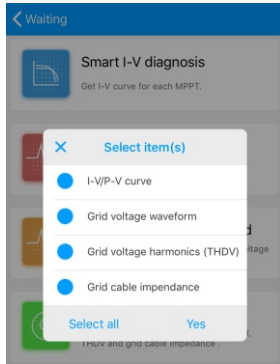 Waiting
Smart I-V diagnosis
Get I-V curve for each MPPT.
Select item(s)
I-V/P-V curve
Grid voltage waveform
d
Grid voltage harmonics (THDV)
ltage
Grid cable impendance
Select all Yes
THDV and grid cable impedance .